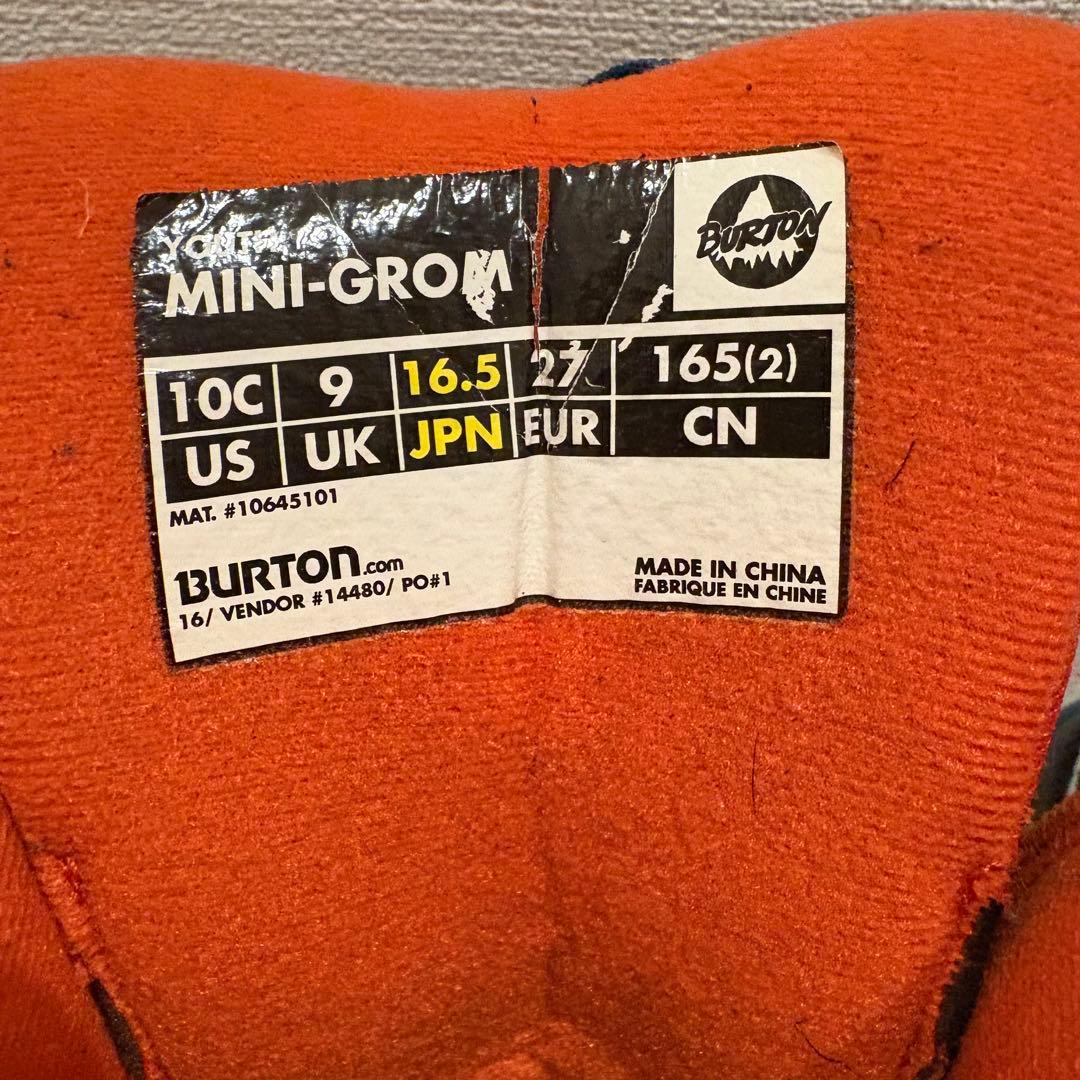 MINI-GROM
BURTON
10C 9 16.5 27 165(2)
US UK JPN EUR CN
MAT. #10645101
BURTON.com
16/ VENDOR #14480/ PO#1
MADE IN CHINA
FABRIQUE EN CHINE